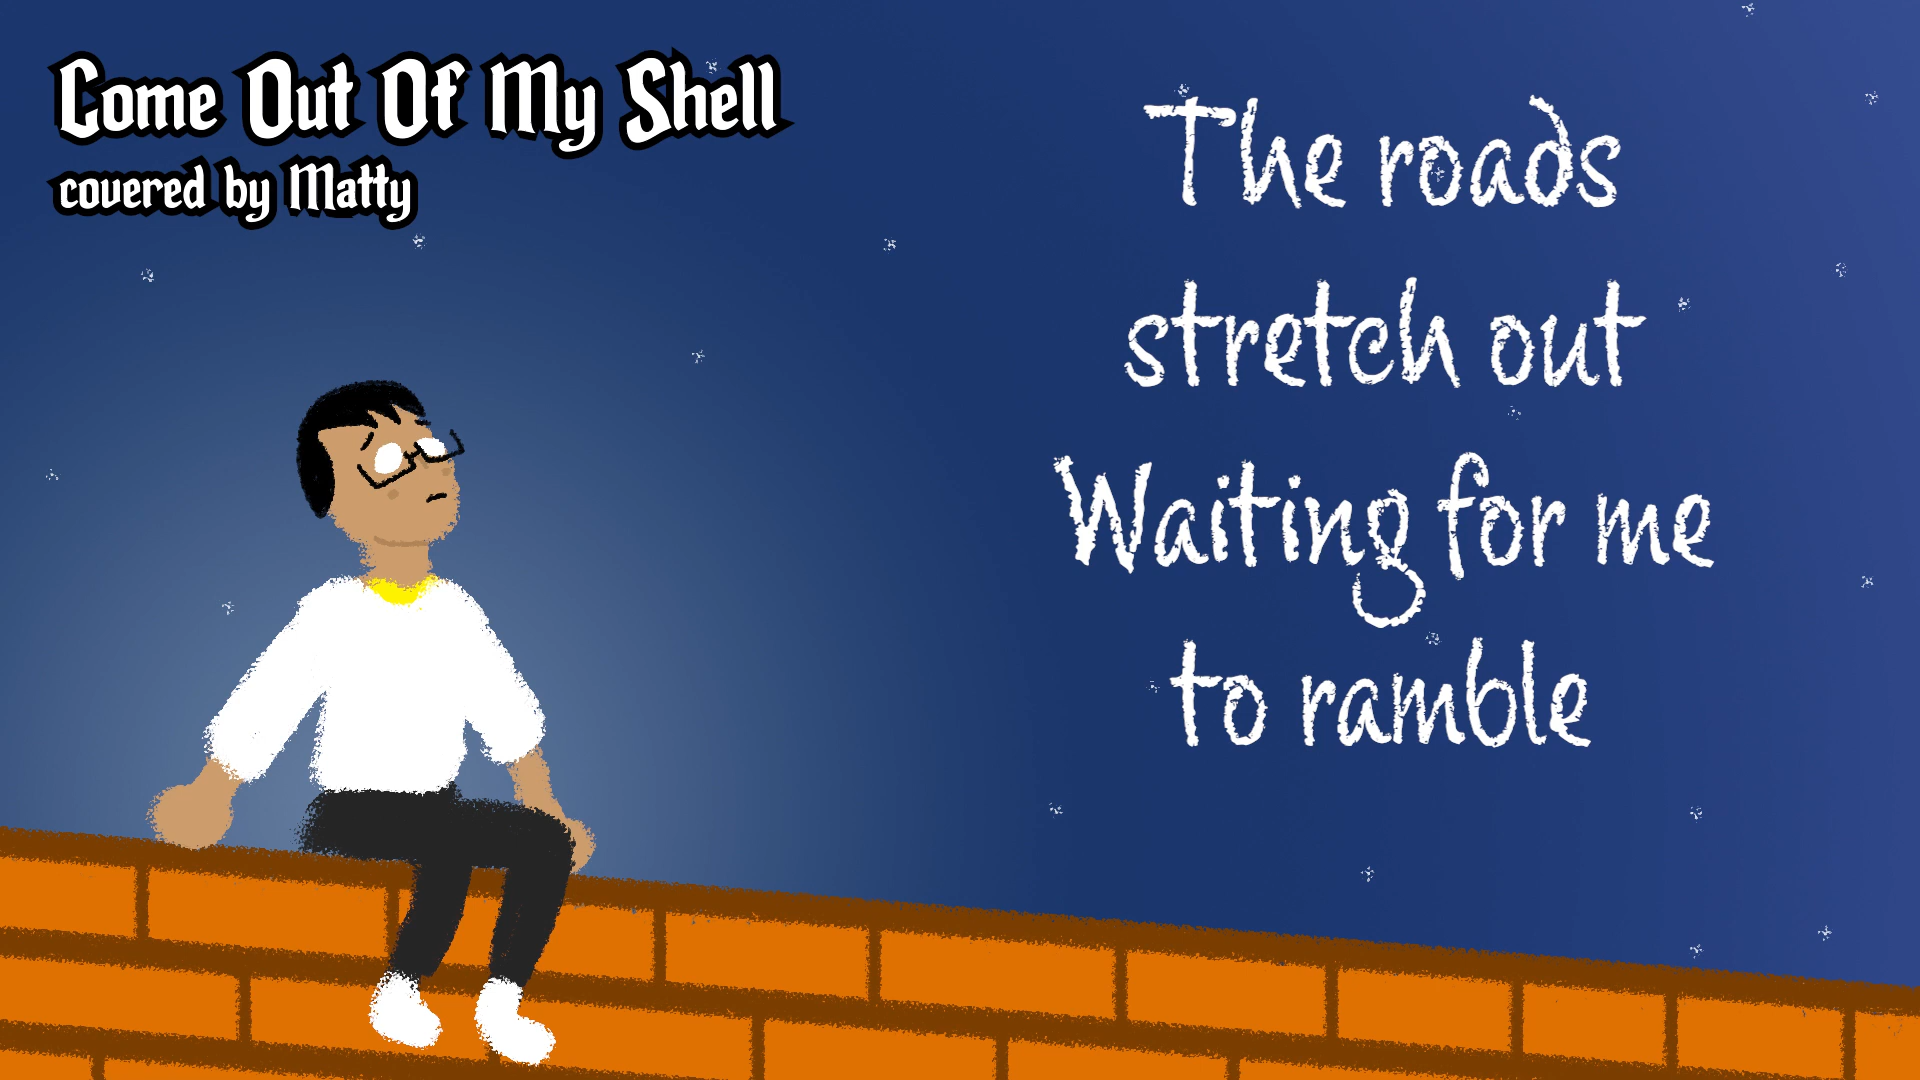 Come Out Of My Shell
covered by Matty
The roads
stretch out
Waiting for me
to ramble